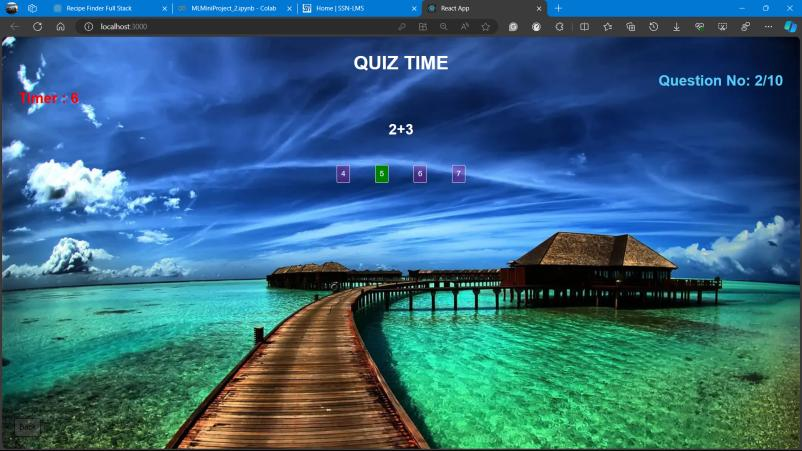 Recipe Finder Full Stack
MLMiniProject_2.ipynb - Colab
Home | SSN-LMS
React App
localhost:3000
QUIZ TIME
Question No: 2/10
Timer : 6
2+3
4 5 6 7
Back